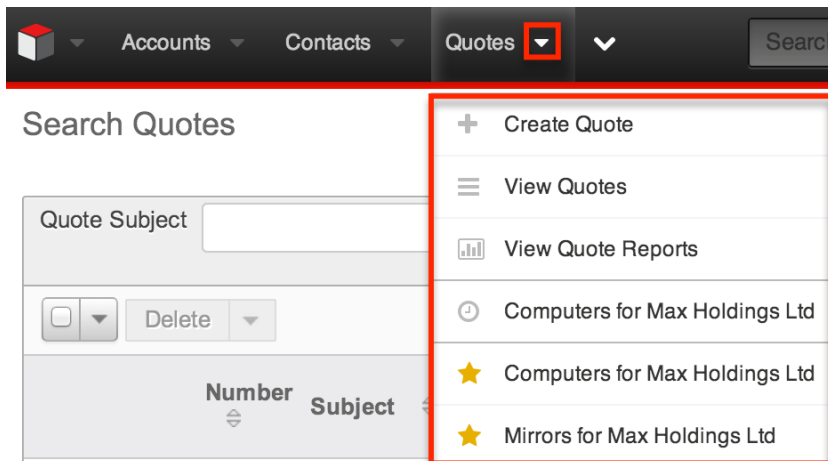 Accounts Contacts Quotes Searc
Search Quotes
Create Quote
View Quotes
Quote Subject
View Quote Reports
Computers for Max Holdings Ltd
Delete
Computers for Max Holdings Ltd
Number Subject
Mirrors for Max Holdings Ltd